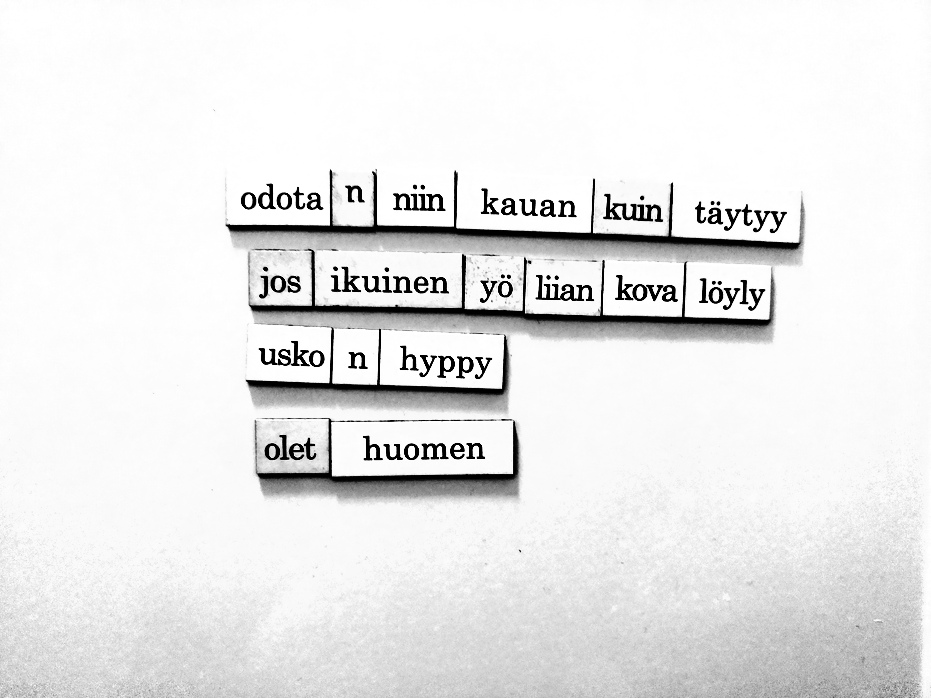 odota n niin kauan kuin täytyy
jos ikuinen yö liian kova löyly
usko n hyppy
olet huomen